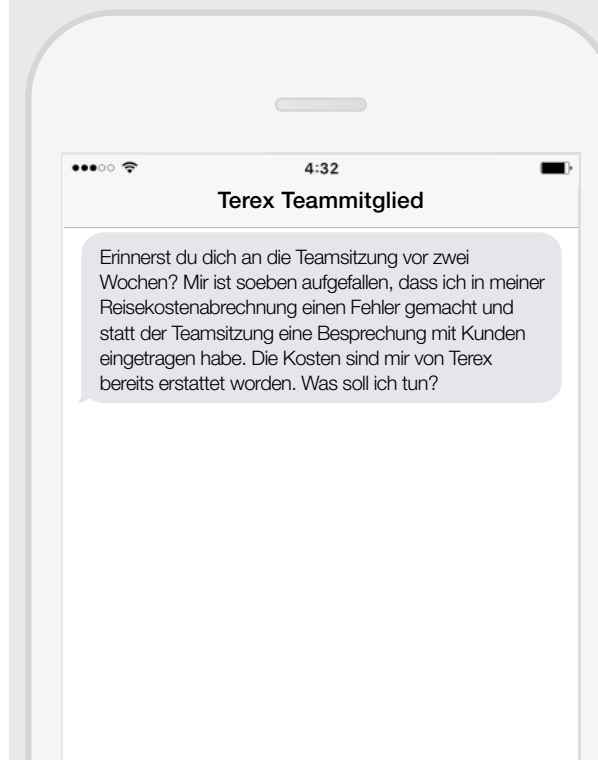 4:32
Terex Teammitglied
Erinnerst du dich an die Teamsitzung vor zwei
Wochen? Mir ist soeben aufgefallen, dass ich in meiner
Reisekostenabrechnung einen Fehler gemacht und
statt der Teamsitzung eine Besprechung mit Kunden
eingetragen habe. Die Kosten sind mir von Terex
bereits erstattet worden. Was soll ich tun?